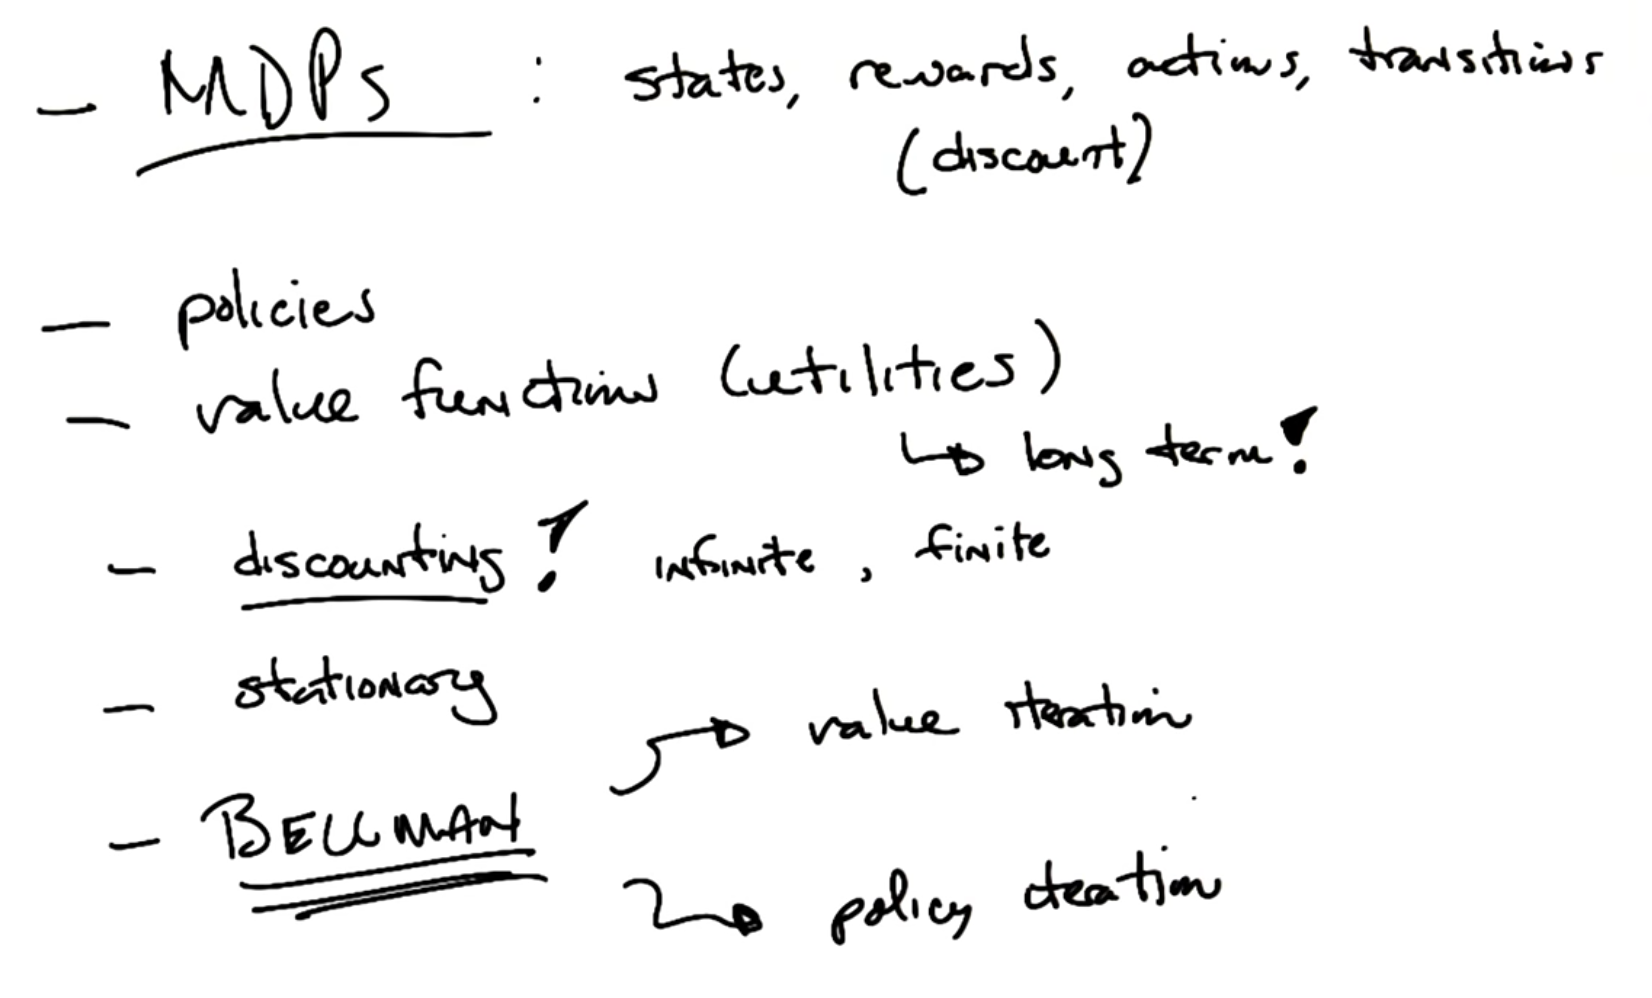 - MDPs : states, rewards, actions, transitions
(discount)
- policies
- value functions (utilities)
↳ long term!
- discounting! infinite, finite
- stationary
→ value iteration
- BELLMAN
→ policy iteration